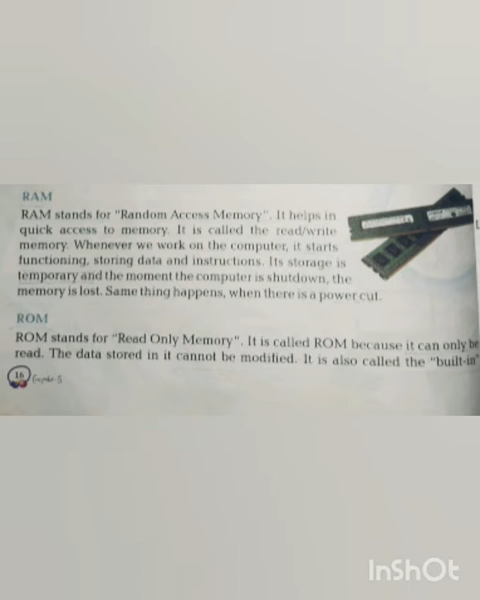 RAM
RAM stands for "Random Access Memory". It helps in
quick access to memory. It is called the read/write
memory. Whenever we work on the computer, it starts
functioning, storing data and instructions. Its storage is
temporary and the moment the computer is shutdown, the
memory is lost. Same thing happens, when there is a power cut.
ROM
ROM stands for "Read Only Memory". It is called ROM because it can only be
read. The data stored in it cannot be modified. It is also called the "built-in"
16
InShOt